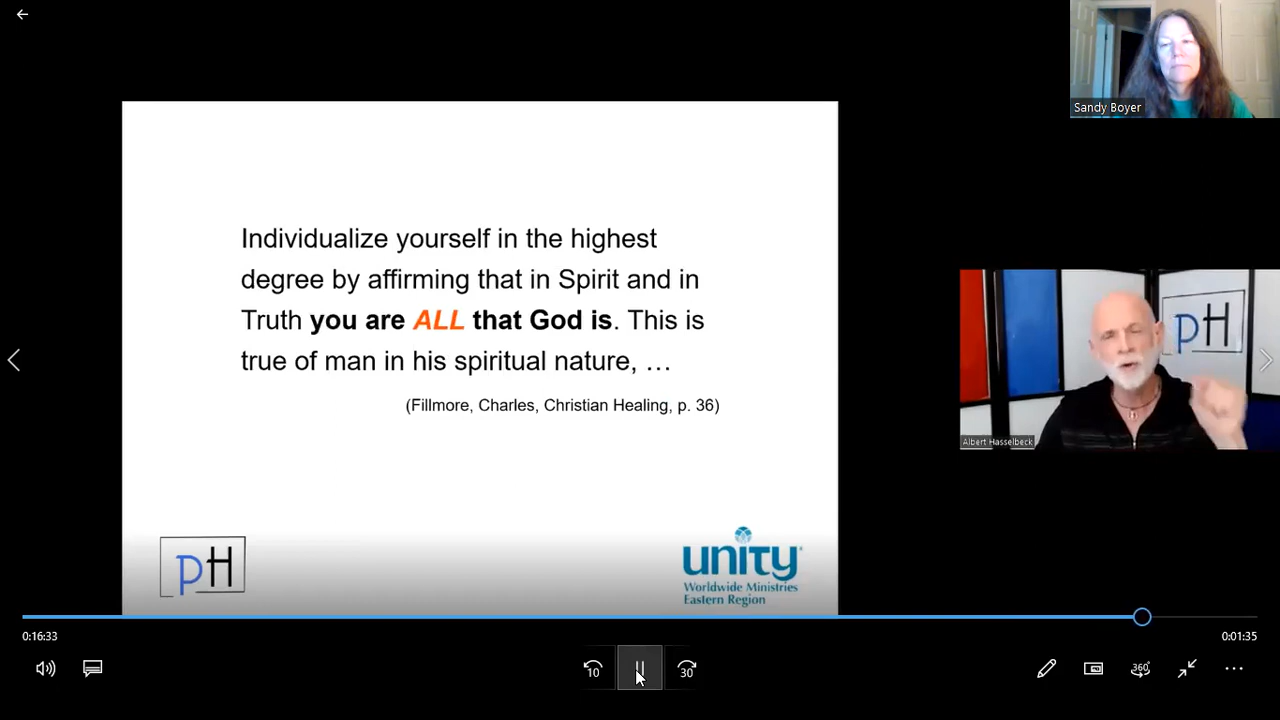 Sandy Boyer
Individualize yourself in the highest
degree by affirming that in Spirit and in
Truth you are ALL that God is. This is
true of man in his spiritual nature, …
(Fillmore, Charles, Christian Healing, p. 36)
pH
Albert Hasselbeck
pH
unity
Worldwide Ministries
Eastern Region
0:16:33
0:01:35
10
30
360